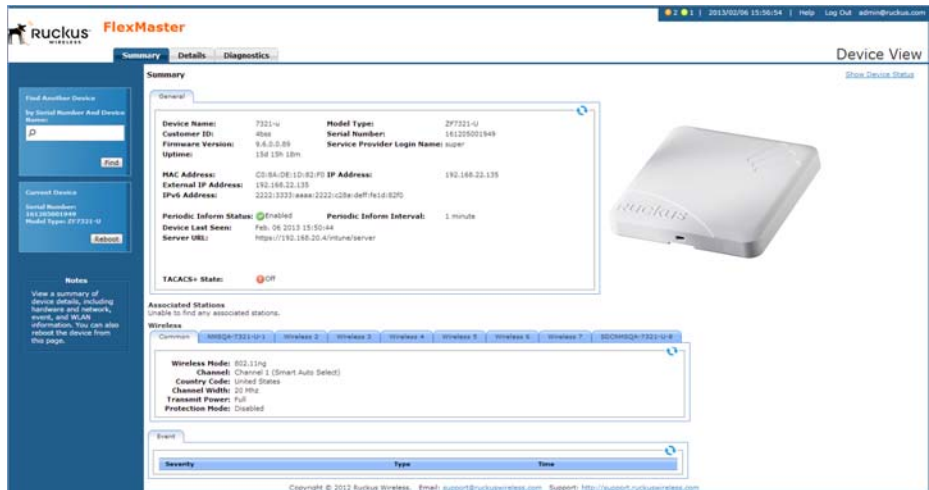 2 1 | 2013/02/06 15:50:54 | Help Log Out admin@ruckus.com
Ruckus WIRELESS FlexMaster
Summary Details Diagnostics
Device View
Summary
Show Device Status
Find Another Device
by Serial Number And Device Name:
Find
Current Device
Serial Number:
161205001949
Model Type: ZF7321-U
Reboot
Notes
View a summary of
device details, including
hardware and network,
event, and WLAN
information. You can also
reboot the device from
this page.
General
Device Name: 7321-u Model Type: ZF7321-U
Customer ID: 4bss Serial Number: 161205001949
Firmware Version: 9.6.0.0.89 Service Provider Login Name: super
Uptime: 15d 15h 18m
MAC Address: C0:8A:DE:1D:82:F0 IP Address: 192.168.22.135
External IP Address: 192.168.22.135
IPv6 Address: 2222:3333:aaaa:2222:c28a:deff:fe1d:82f0
Periodic Inform Status: Enabled Periodic Inform Interval: 1 minute
Device Last Seen: Feb. 06 2013 15:50:44
Server URL: https://192.168.20.4/intune/server
TACACS+ State: Off
RUCKUS
Associated Stations
Unable to find any associated stations.
Wireless
Common NMSQA-7321-U-1 Wireless 2 Wireless 3 Wireless 4 Wireless 5 Wireless 6 Wireless 7 SDCNMSQA-7321-U-8
Wireless Mode: 802.11ng
Channel: Channel 1 (Smart Auto Select)
Country Code: United States
Channel Width: 20 Mhz
Transmit Power: Full
Protection Mode: Disabled
Event
Severity Type Time
Copyright © 2012 Ruckus Wireless. Email: support@ruckuswireless.com Support: http://support.ruckuswireless.com